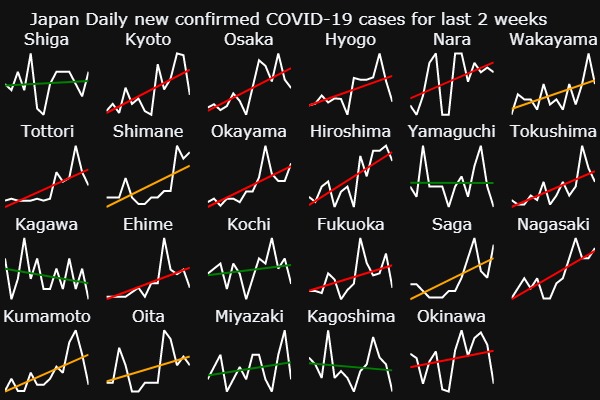 Japan Daily new confirmed COVID-19 cases for last 2 weeks
Shiga Kyoto Osaka Hyogo Nara Wakayama
Tottori Shimane Okayama Hiroshima Yamaguchi Tokushima
Kagawa Ehime Kochi Fukuoka Saga Nagasaki
Kumamoto Oita Miyazaki Kagoshima Okinawa